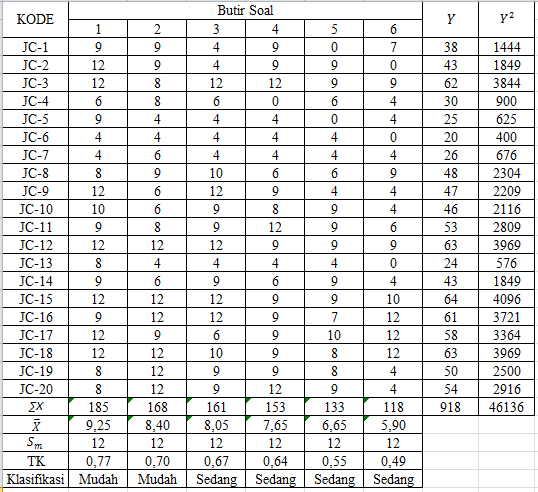 KODE Butir Soal Y Y²
1 2 3 4 5 6
JC-1 9 9 4 9 0 7 38 1444
JC-2 12 9 4 9 9 0 43 1849
JC-3 12 8 12 12 9 9 62 3844
JC-4 6 8 6 0 6 4 30 900
JC-5 9 4 4 4 0 4 25 625
JC-6 4 4 4 4 4 0 20 400
JC-7 4 6 4 4 4 4 26 676
JC-8 8 9 10 6 6 9 48 2304
JC-9 12 6 12 9 4 4 47 2209
JC-10 10 6 9 8 9 4 46 2116
JC-11 9 8 9 12 9 6 53 2809
JC-12 12 12 12 9 9 9 63 3969
JC-13 8 4 4 4 4 0 24 576
JC-14 9 6 9 6 9 4 43 1849
JC-15 12 12 12 9 9 10 64 4096
JC-16 9 12 12 9 7 12 61 3721
JC-17 12 9 6 9 10 12 58 3364
JC-18 12 12 10 9 8 12 63 3969
JC-19 8 12 9 9 8 4 50 2500
JC-20 8 12 9 12 9 4 54 2916
ΣX 185 168 161 153 133 118 918 46136
X̄ 9,25 8,40 8,05 7,65 6,65 5,90
Sₘ 12 12 12 12 12 12
TK 0,77 0,70 0,67 0,64 0,55 0,49
Klasifikasi Mudah Mudah Sedang Sedang Sedang Sedang